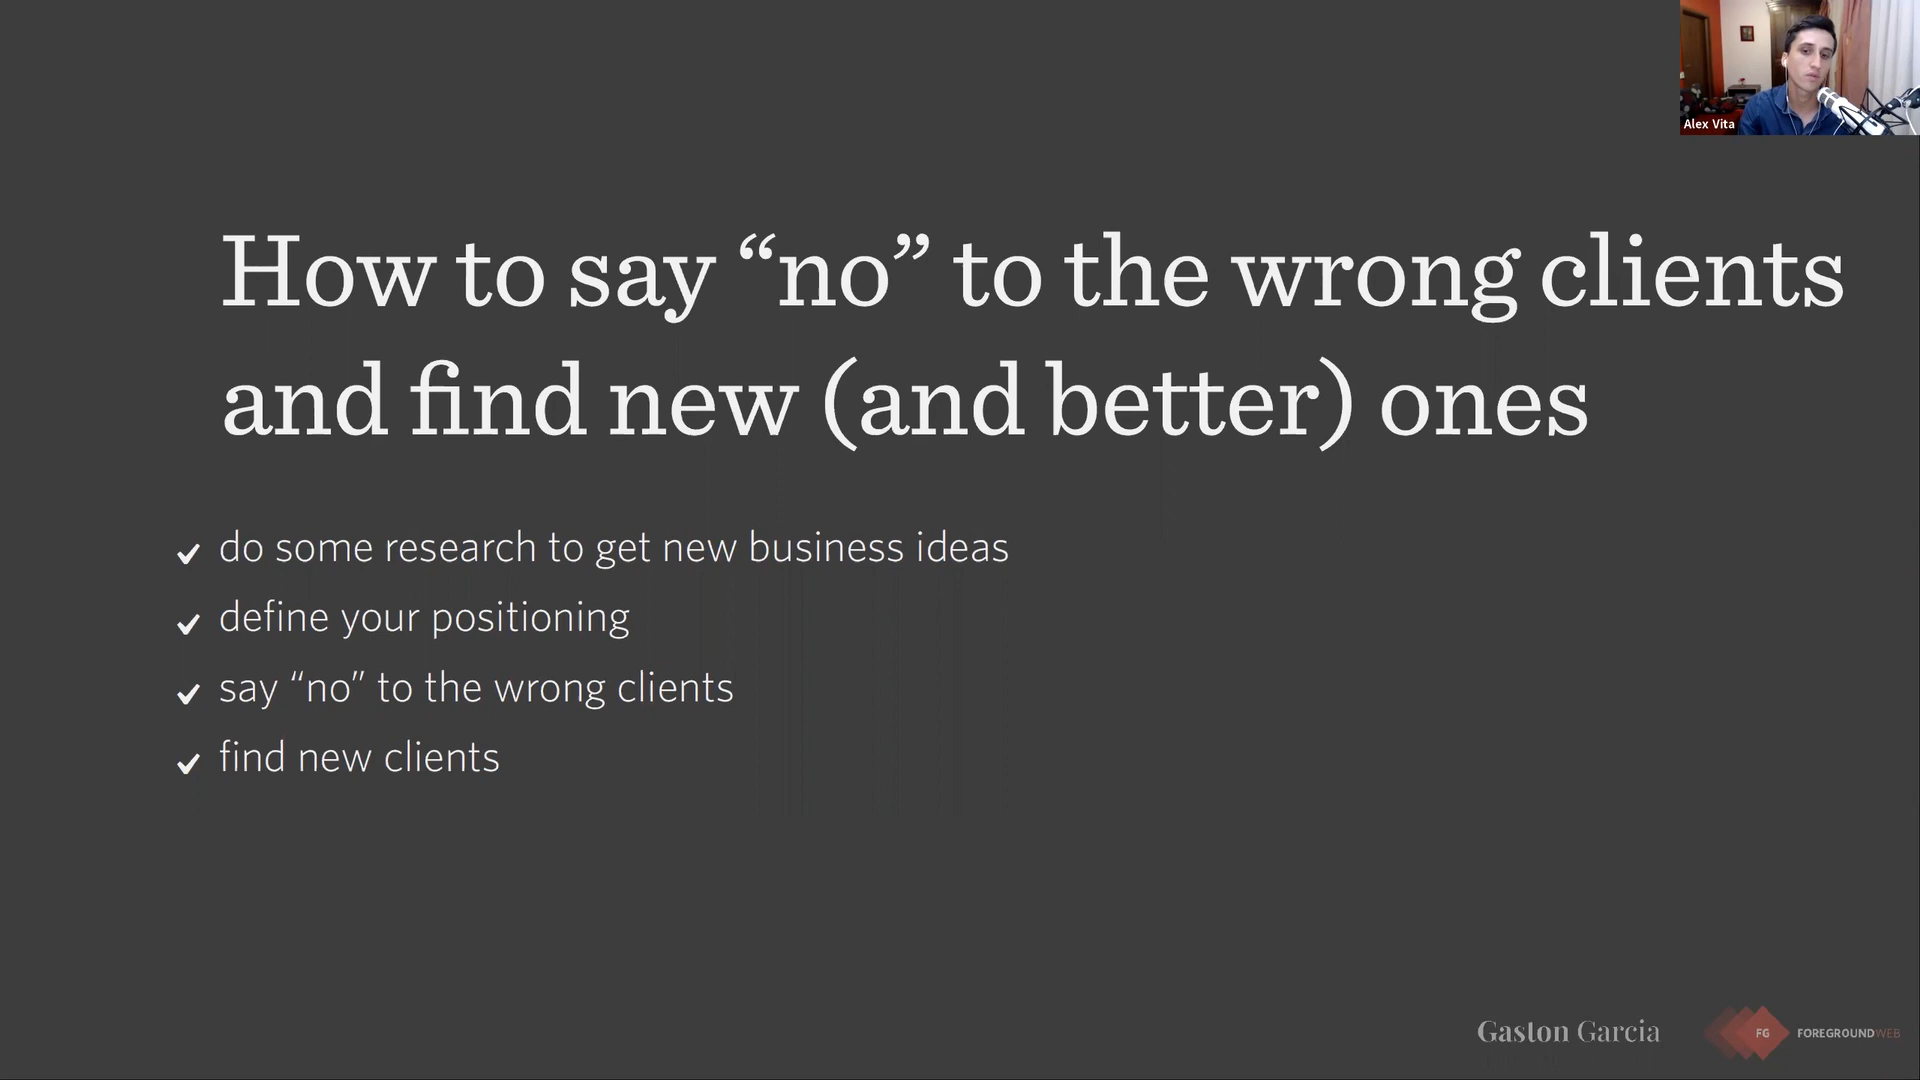 Alex Vita
How to say “no” to the wrong clients
and find new (and better) ones
do some research to get new business ideas
define your positioning
say “no” to the wrong clients
find new clients
Gaston Garcia
FG
FOREGROUNDWEB